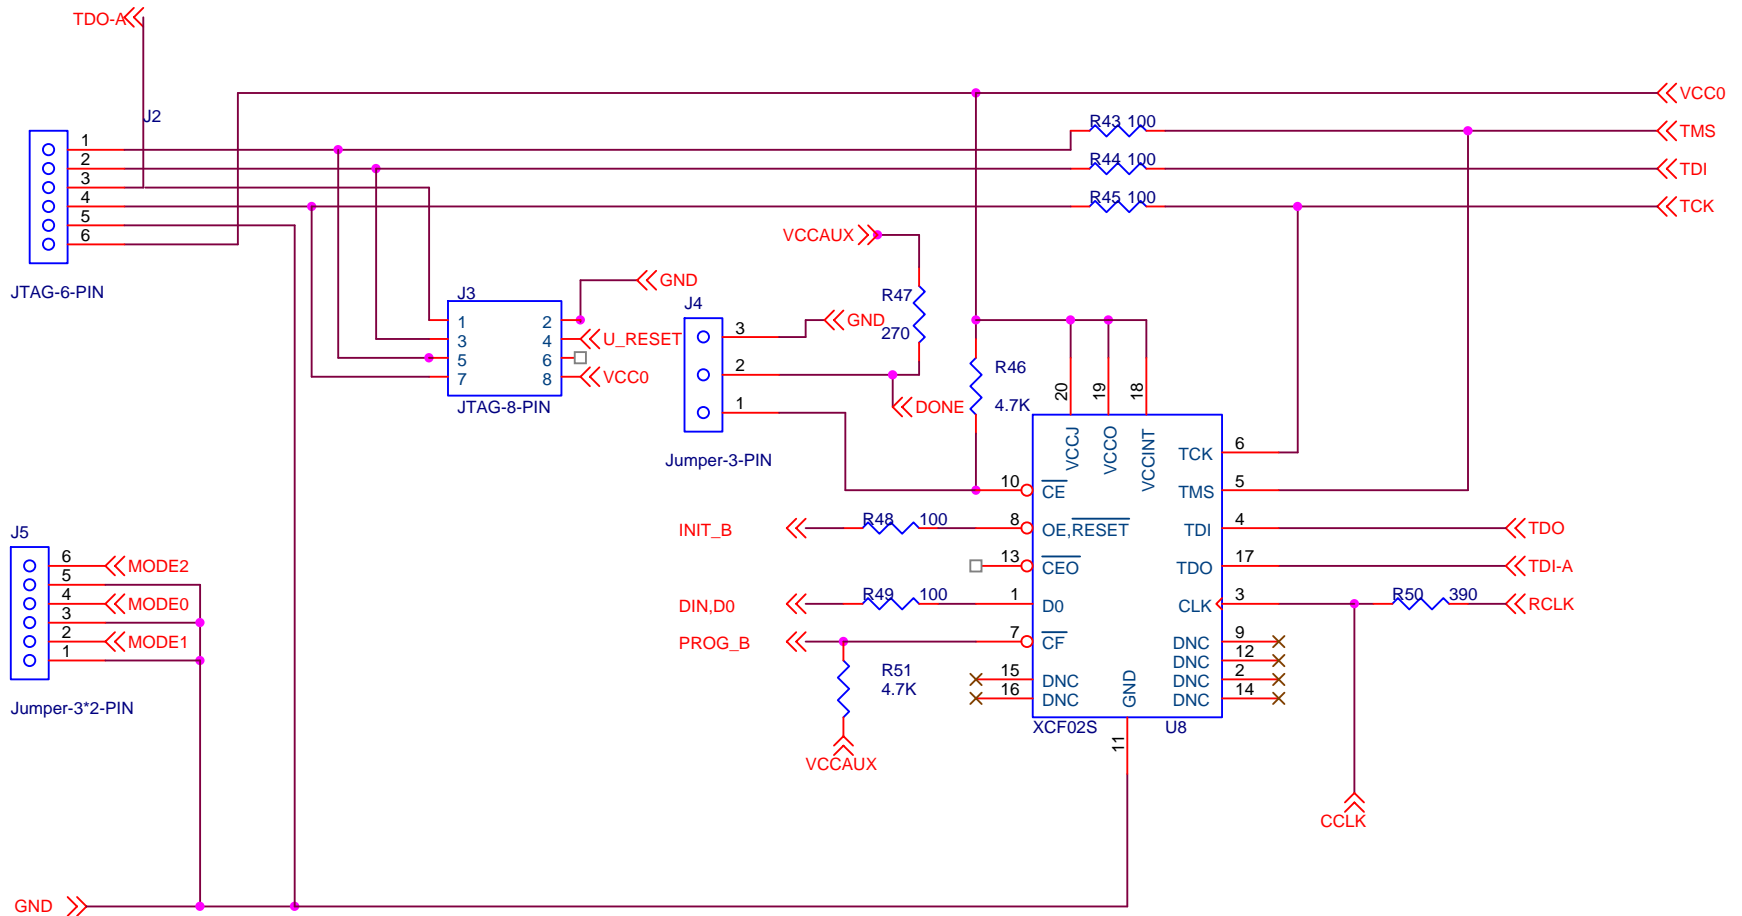 TDO-A
VCC0
J2
R43 100
TMS
1
2
R44 100
TDI
3
4
R45 100
TCK
5
6
VCCAUX
JTAG-6-PIN
GND
J3
J4
R47
270
GND
1 2
3 4
5 6
7 8
U_RESET
VCC0
JTAG-8-PIN
3
2
1
DONE
Jumper-3-PIN
R46
4.7K
20
19
18
VCCJ
VCCO
VCCINT
TCK 6
10 CE
TMS 5
J5
INIT_B
R48 100
8 OE,RESET
TDI 4
TDO
13 CEO
TDO 17
TDI-A
6 MODE2
5
4 MODE0
3
2 MODE1
1
DIN,D0
R49 100
1 D0
CLK 3
R50 390
RCLK
PROG_B
7 CF
DNC 9
DNC 12
R51
4.7K
15 DNC
DNC 2
16 DNC
DNC 14
GND
Jumper-3*2-PIN
XCF02S
U8
11
VCCAUX
CCLK
GND